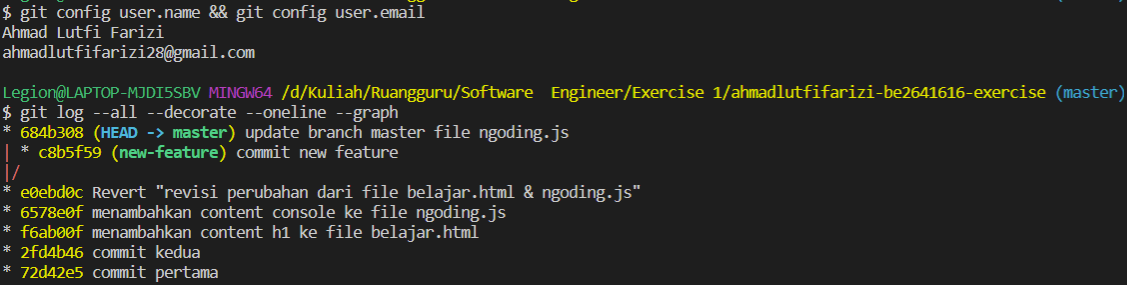 $ git config user.name && git config user.email
Ahmad Lutfi Farizi
ahmadlutfifarizi28@gmail.com
Legion@LAPTOP-MJDI5SBV MINGW64 /d/Kuliah/Ruangguru/Software  Engineer/Exercise 1/ahmadlutfifarizi-be2641616-exercise (master)
$ git log --all --decorate --oneline --graph
* 684b308 (HEAD -> master) update branch master file ngoding.js
| * c8b5f59 (new-feature) commit new feature
|/
* e0ebd0c Revert "revisi perubahan dari file belajar.html & ngoding.js"
* 6578e0f menambahkan content console ke file ngoding.js
* f6ab00f menambahkan content h1 ke file belajar.html
* 2fd4b46 commit kedua
* 72d42e5 commit pertama